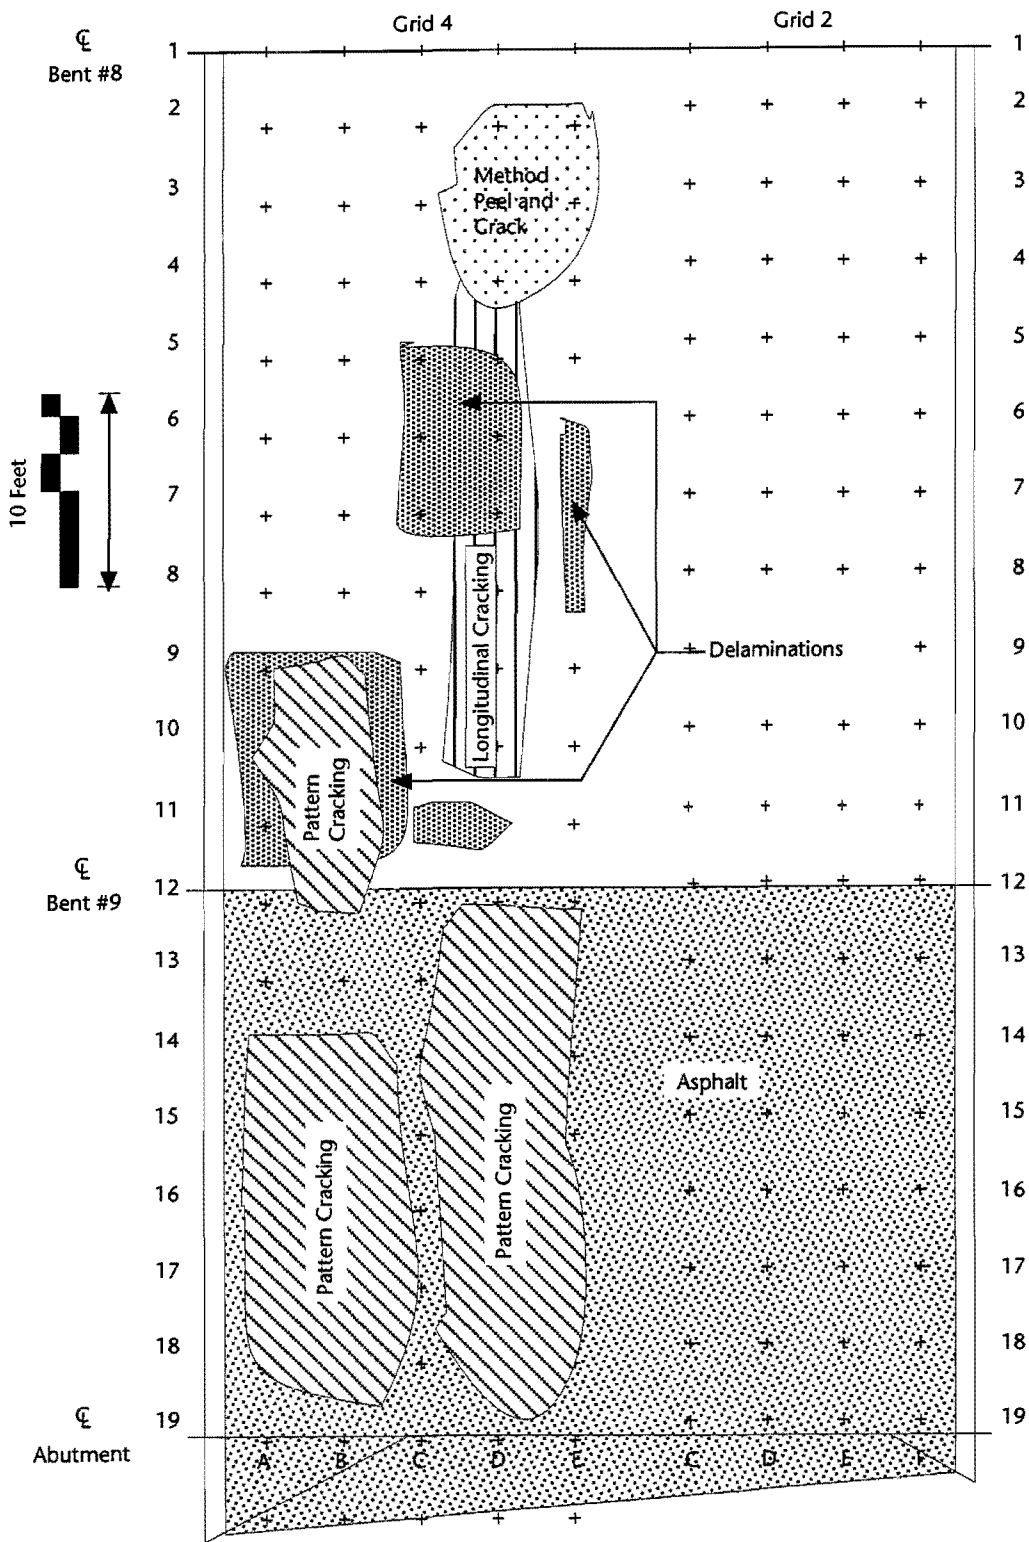 Grid 4
Grid 2
℄
Bent #8
1
1
2
2
Method
Peel and
Crack
3
3
4
4
5
5
6
6
10 Feet
7
7
8
8
Longitudinal Cracking
9
Delaminations
9
10
10
Pattern
Cracking
11
11
℄
Bent #9
12
12
13
13
14
14
Asphalt
15
15
Pattern Cracking
Pattern Cracking
16
16
17
17
18
18
℄
Abutment
19
19
A B C D E C D E F